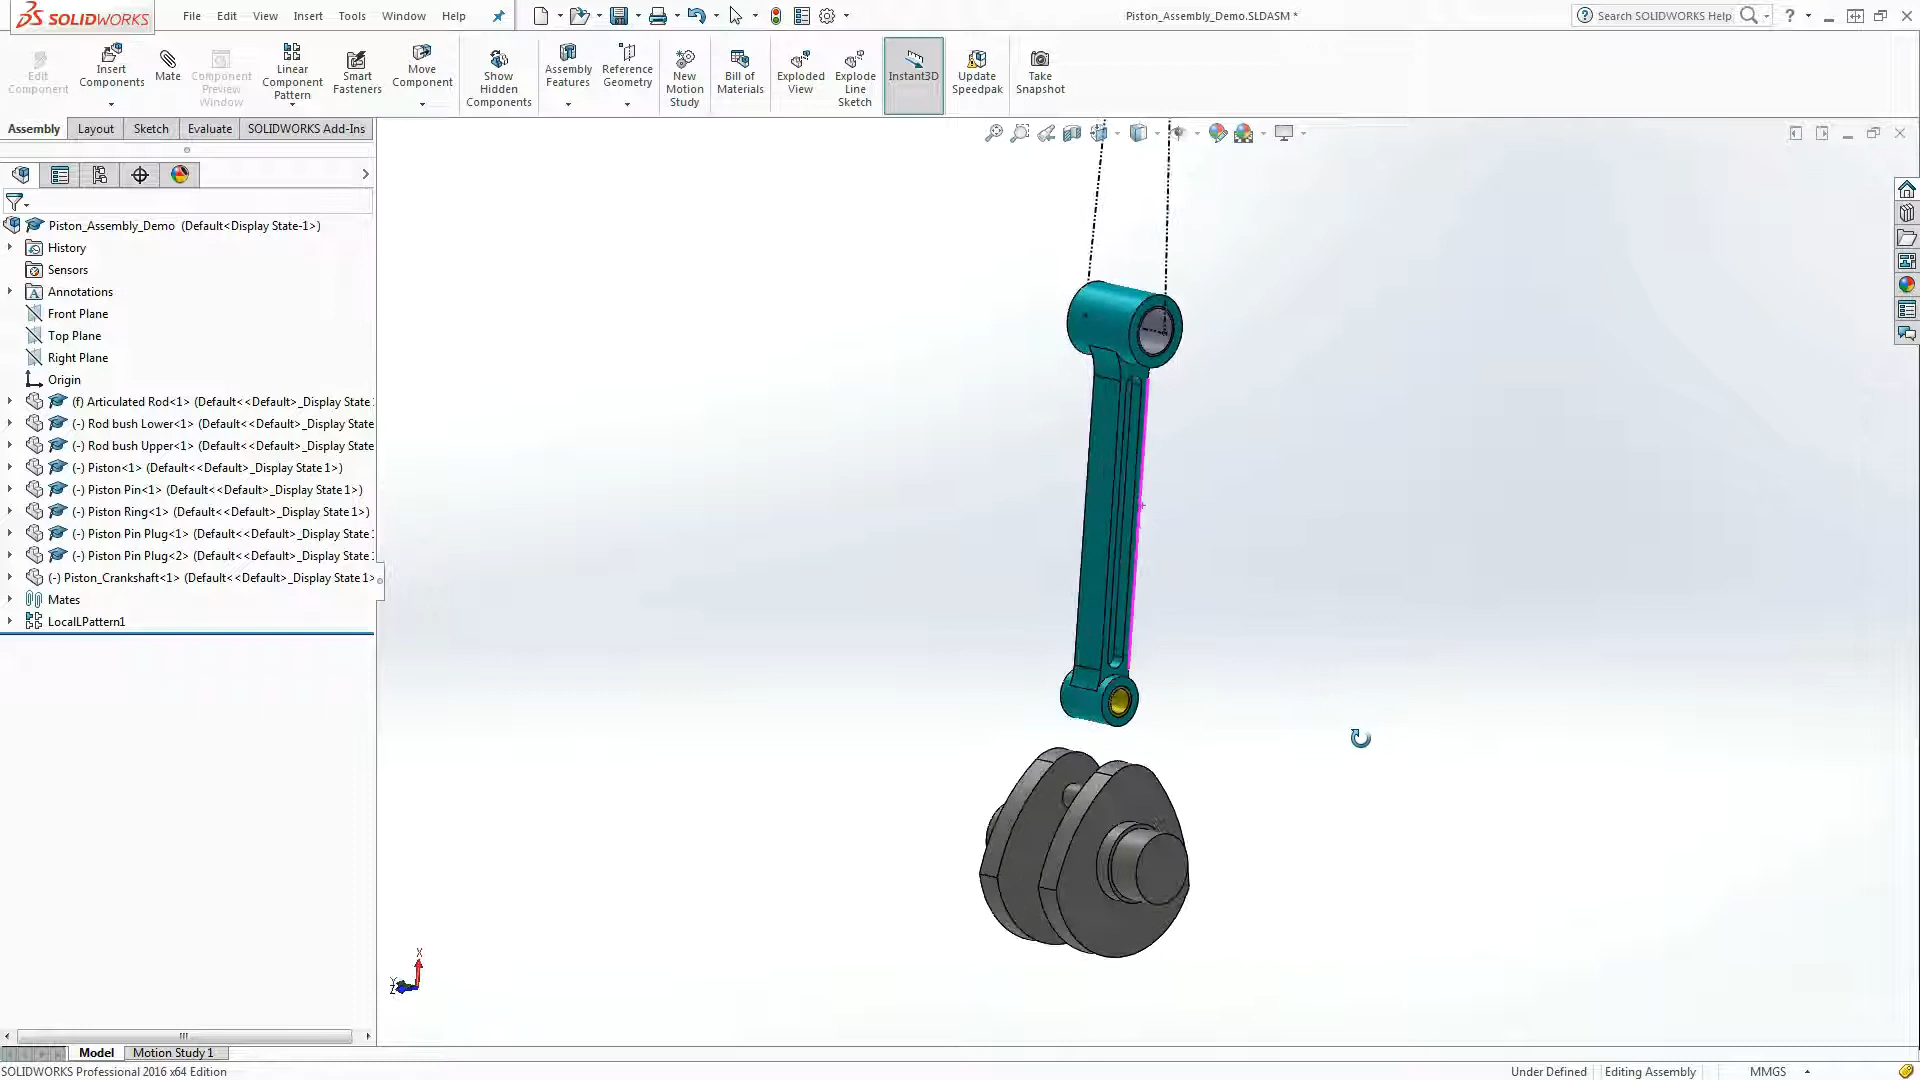 SOLIDWORKS
File Edit View Insert Tools Window Help
Piston_Assembly_Demo.SLDASM *
Search SOLIDWORKS Help
Edit Component
Insert Components
Mate
Component Preview Window
Linear Component Pattern
Smart Fasteners
Move Component
Show Hidden Components
Assembly Features
Reference Geometry
New Motion Study
Bill of Materials
Exploded View
Explode Line Sketch
Instant3D
Update Speedpak
Take Snapshot
Assembly Layout Sketch Evaluate SOLIDWORKS Add-Ins
Piston_Assembly_Demo (Default<Display State-1>)
History
Sensors
Annotations
Front Plane
Top Plane
Right Plane
Origin
(f) Articulated Rod<1> (Default<<Default>_Display State
(-) Rod bush Lower<1> (Default<<Default>_Display State
(-) Rod bush Upper<1> (Default<<Default>_Display State
(-) Piston<1> (Default<<Default>_Display State 1>)
(-) Piston Pin<1> (Default<<Default>_Display State 1>)
(-) Piston Ring<1> (Default<<Default>_Display State 1>)
(-) Piston Pin Plug<1> (Default<<Default>_Display State
(-) Piston Pin Plug<2> (Default<<Default>_Display State
(-) Piston_Crankshaft<1> (Default<<Default>_Display State 1>
Mates
LocalLPattern1
X
Y
Z
Model Motion Study 1
SOLIDWORKS Professional 2016 x64 Edition
Under Defined Editing Assembly MMGS